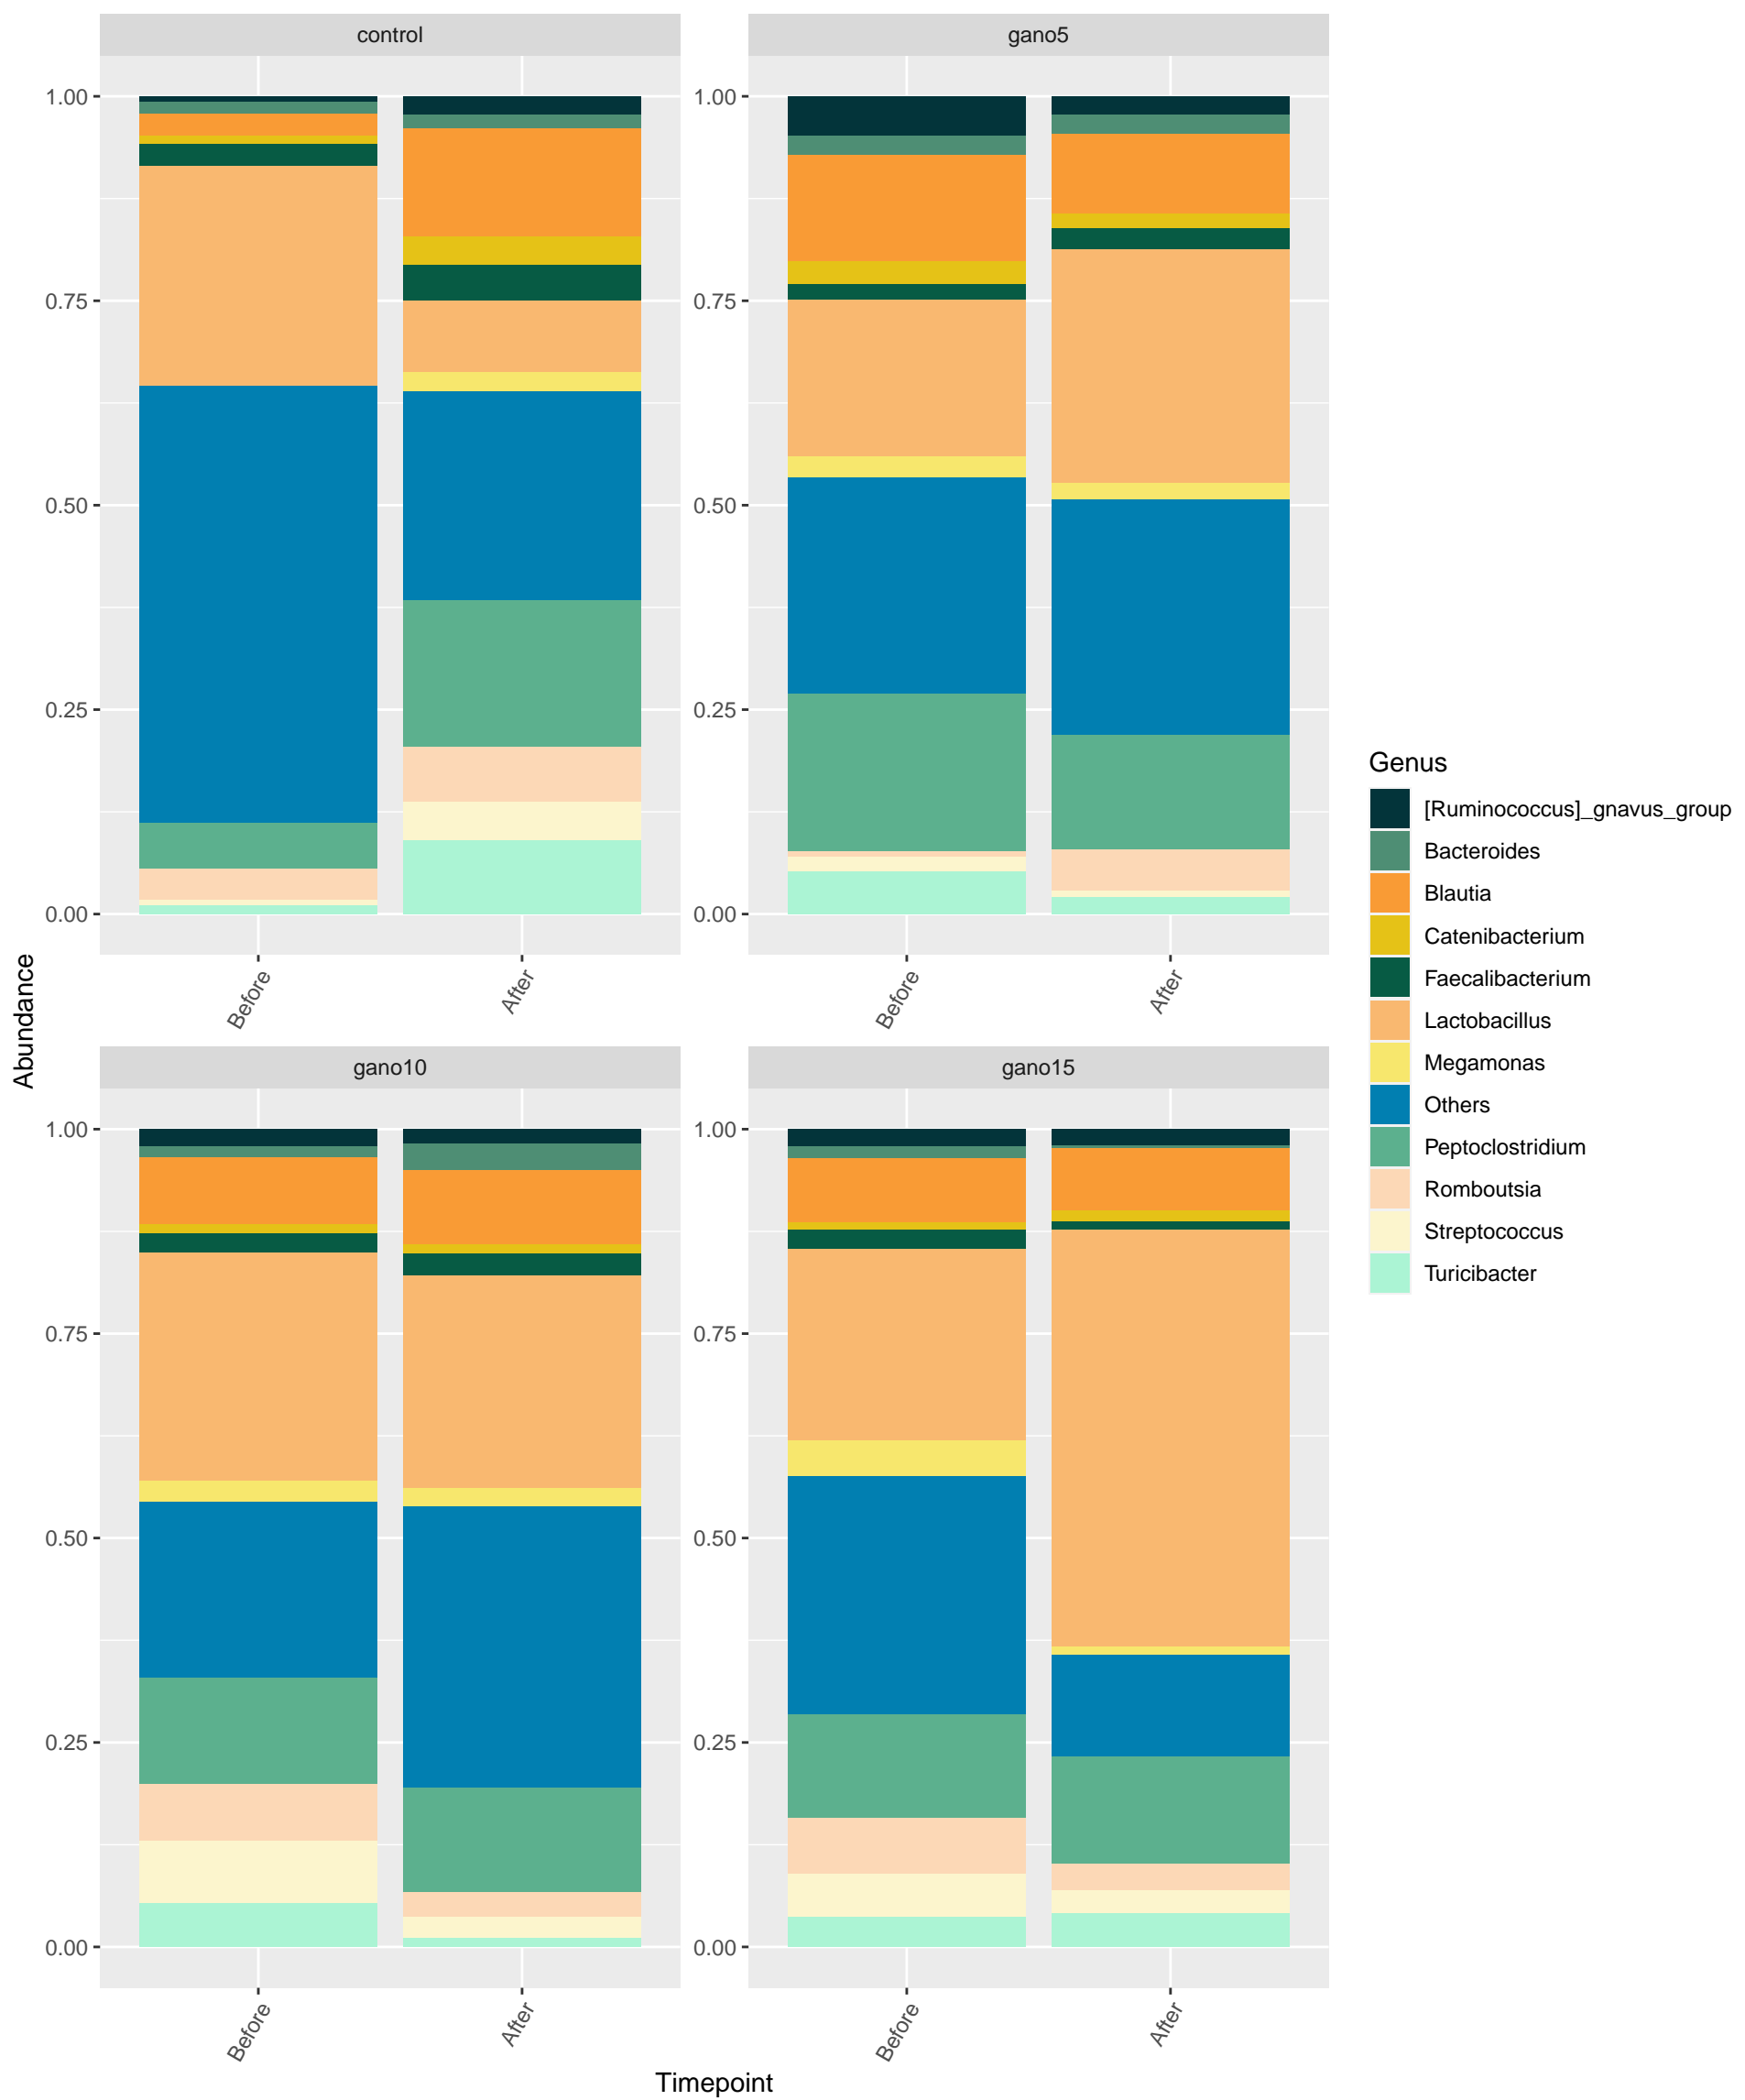 control
gano5
1.00
0.75
0.50
0.25
0.00
1.00
0.75
0.50
0.25
0.00
Before
After
Before
After
Abundance
gano10
gano15
1.00
0.75
0.50
0.25
0.00
1.00
0.75
0.50
0.25
0.00
Before
After
Before
After
Timepoint
Genus
[Ruminococcus]_gnavus_group
Bacteroides
Blautia
Catenibacterium
Faecalibacterium
Lactobacillus
Megamonas
Others
Peptoclostridium
Romboutsia
Streptococcus
Turicibacter